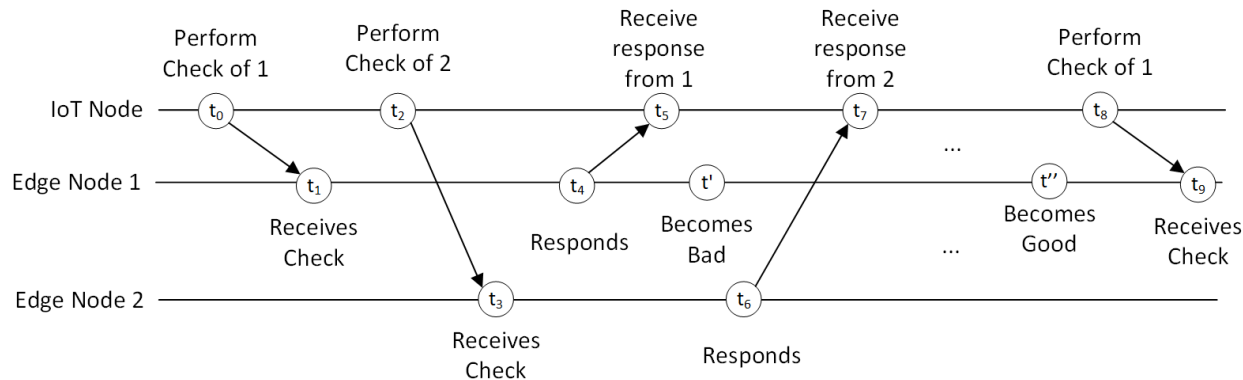 Perform
Check of 1
Perform
Check of 2
Receive
response
from 1
Receive
response
from 2
Perform
Check of 1
IoT Node
t0
t2
t5
t7
t8
...
Edge Node 1
t1
t4
t'
t''
t9
Receives
Check
Responds
Becomes
Bad
...
Becomes
Good
Receives
Check
Edge Node 2
t3
t6
Receives
Check
Responds